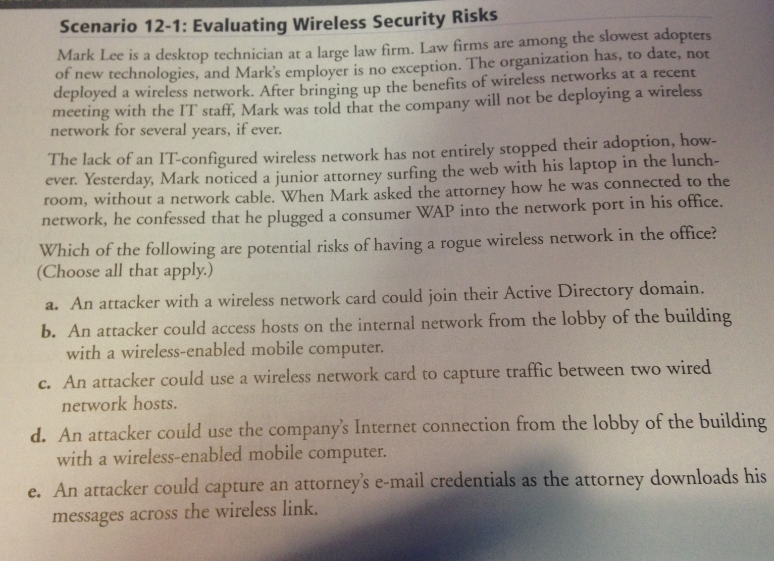 Scenario 12-1: Evaluating Wireless Security Risks
Mark Lee is a desktop technician at a large law firm. Law firms are among the slowest adopters
of new technologies, and Mark's employer is no exception. The organization has, to date, not
deployed a wireless network. After bringing up the benefits of wireless networks at a recent
meeting with the IT staff, Mark was told that the company will not be deploying a wireless
network for several years, if ever.
The lack of an IT-configured wireless network has not entirely stopped their adoption, how-
ever. Yesterday, Mark noticed a junior attorney surfing the web with his laptop in the lunch-
room, without a network cable. When Mark asked the attorney how he was connected to the
network, he confessed that he plugged a consumer WAP into the network port in his office.
Which of the following are potential risks of having a rogue wireless network in the office?
(Choose all that apply.)
a. An attacker with a wireless network card could join their Active Directory domain.
b. An attacker could access hosts on the internal network from the lobby of the building
with a wireless-enabled mobile computer.
c. An attacker could use a wireless network card to capture traffic between two wired
network hosts.
d. An attacker could use the company's Internet connection from the lobby of the building
with a wireless-enabled mobile computer.
e. An attacker could capture an attorney's e-mail credentials as the attorney downloads his
messages across the wireless link.